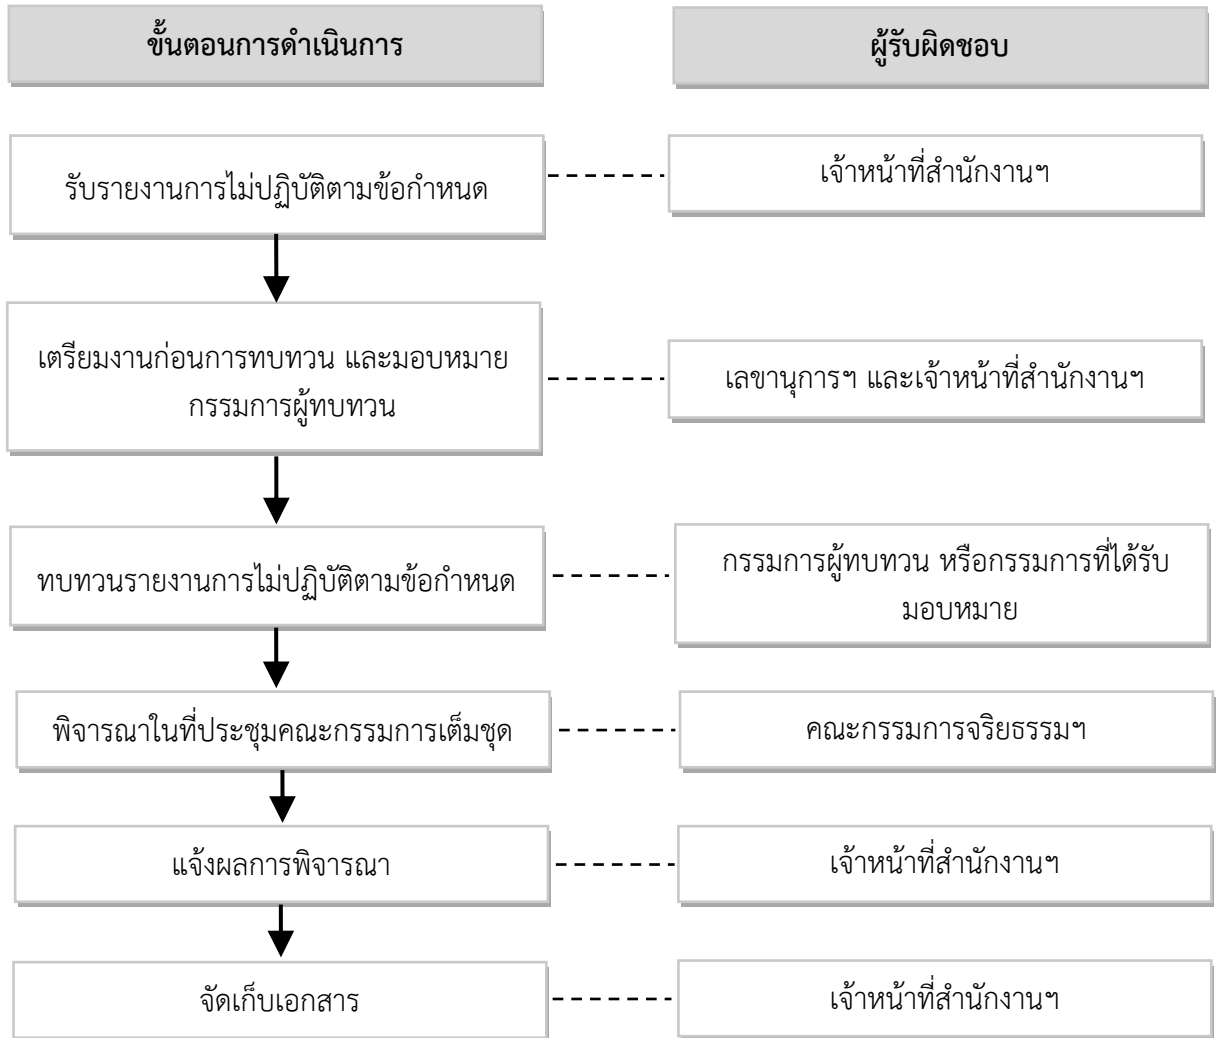 ขั้นตอนการดำเนินการ
ผู้รับผิดชอบ
รับรายงานการไม่ปฏิบัติตามข้อกำหนด
เจ้าหน้าที่สำนักงานฯ
เตรียมงานก่อนการทบทวน และมอบหมาย
กรรมการผู้ทบทวน
เลขานุการฯ และเจ้าหน้าที่สำนักงานฯ
ทบทวนรายงานการไม่ปฏิบัติตามข้อกำหนด
กรรมการผู้ทบทวน หรือกรรมการที่ได้รับ
มอบหมาย
พิจารณาในที่ประชุมคณะกรรมการเต็มชุด
คณะกรรมการจริยธรรมฯ
แจ้งผลการพิจารณา
เจ้าหน้าที่สำนักงานฯ
จัดเก็บเอกสาร
เจ้าหน้าที่สำนักงานฯ